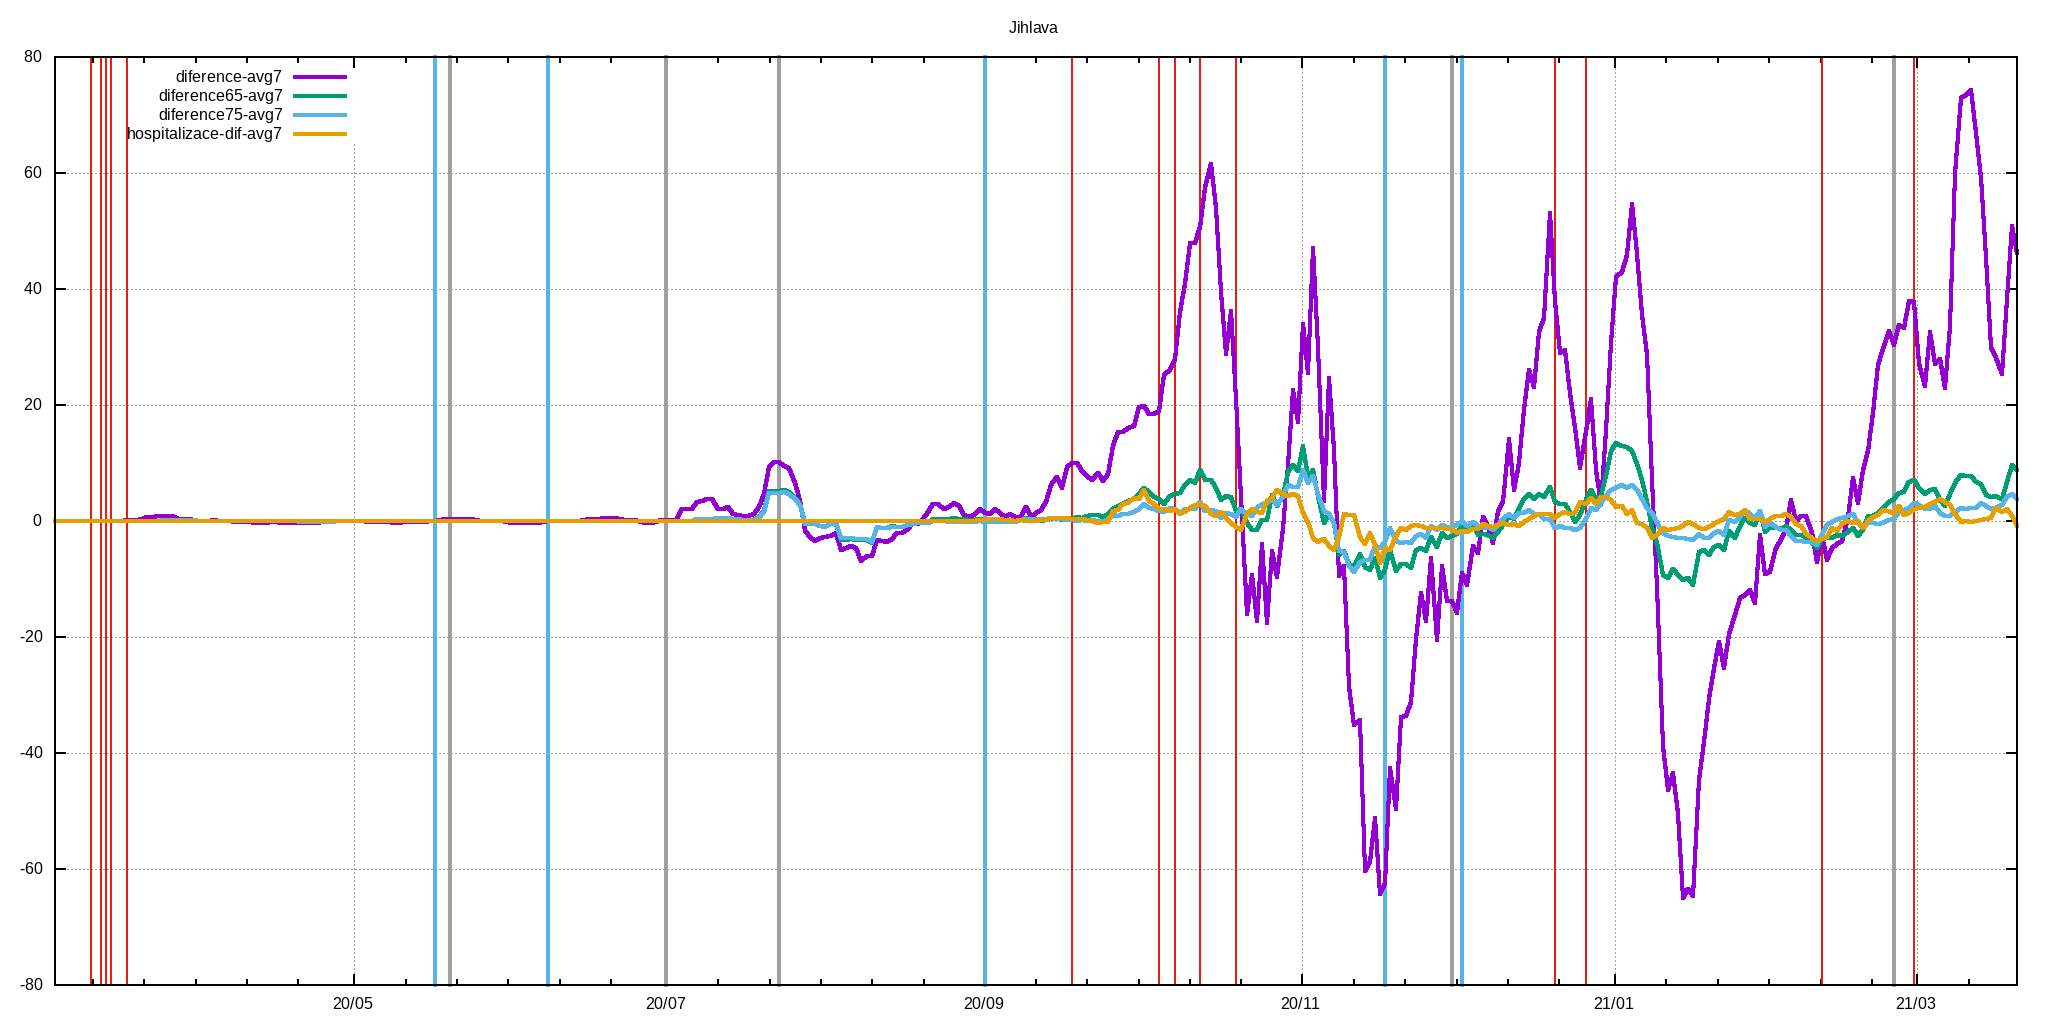 Jihlava
diference-avg7
diference65-avg7
diference75-avg7
hospitalizace-dif-avg7
80
60
40
20
0
-20
-40
-60
-80
20/05 20/07 20/09 20/11 21/01 21/03